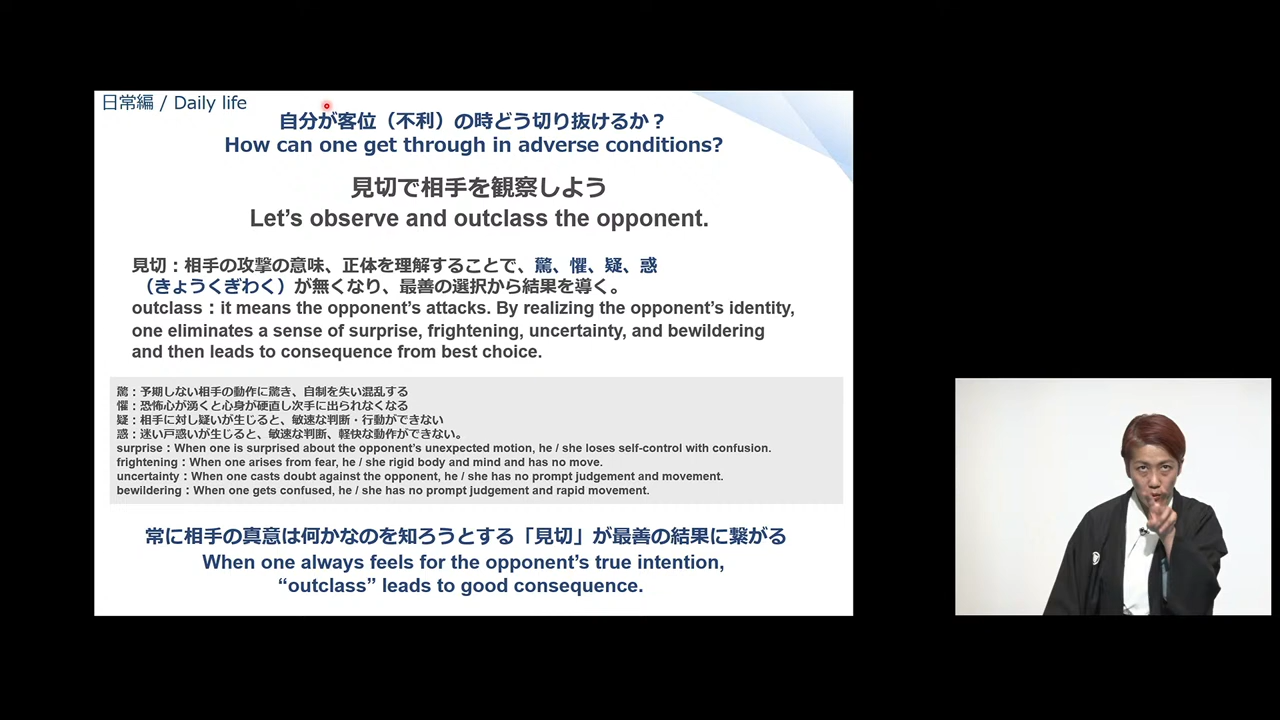 日常編 / Daily life
自分が客位（不利）の時どう切り抜けるか？
How can one get through in adverse conditions?
見切で相手を観察しよう
Let's observe and outclass the opponent.
見切：相手の攻撃の意味、正体を理解することで、驚、懼、疑、惑
（きょうくぎわく）が無くなり、最善の選択から結果を導く。
outclass：it means the opponent's attacks. By realizing the opponent's identity,
one eliminates a sense of surprise, frightening, uncertainty, and bewildering
and then leads to consequence from best choice.
驚：予期しない相手の動作に驚き、自制を失い混乱する
懼：恐怖心が湧くと心身が硬直し次手に出られなくなる
疑：相手に対し疑いが生じると、敏速な判断・行動ができない
惑：迷い戸惑いが生じると、敏速な判断、軽快な動作ができない。
surprise：When one is surprised about the opponent's unexpected motion, he / she loses self-control with confusion.
frightening：When one arises from fear, he / she rigid body and mind and has no move.
uncertainty：When one casts doubt against the opponent, he / she has no prompt judgement and movement.
bewildering：When one gets confused, he / she has no prompt judgement and rapid movement.
常に相手の真意は何かなのを知ろうとする「見切」が最善の結果に繋がる
When one always feels for the opponent's true intention,
“outclass” leads to good consequence.